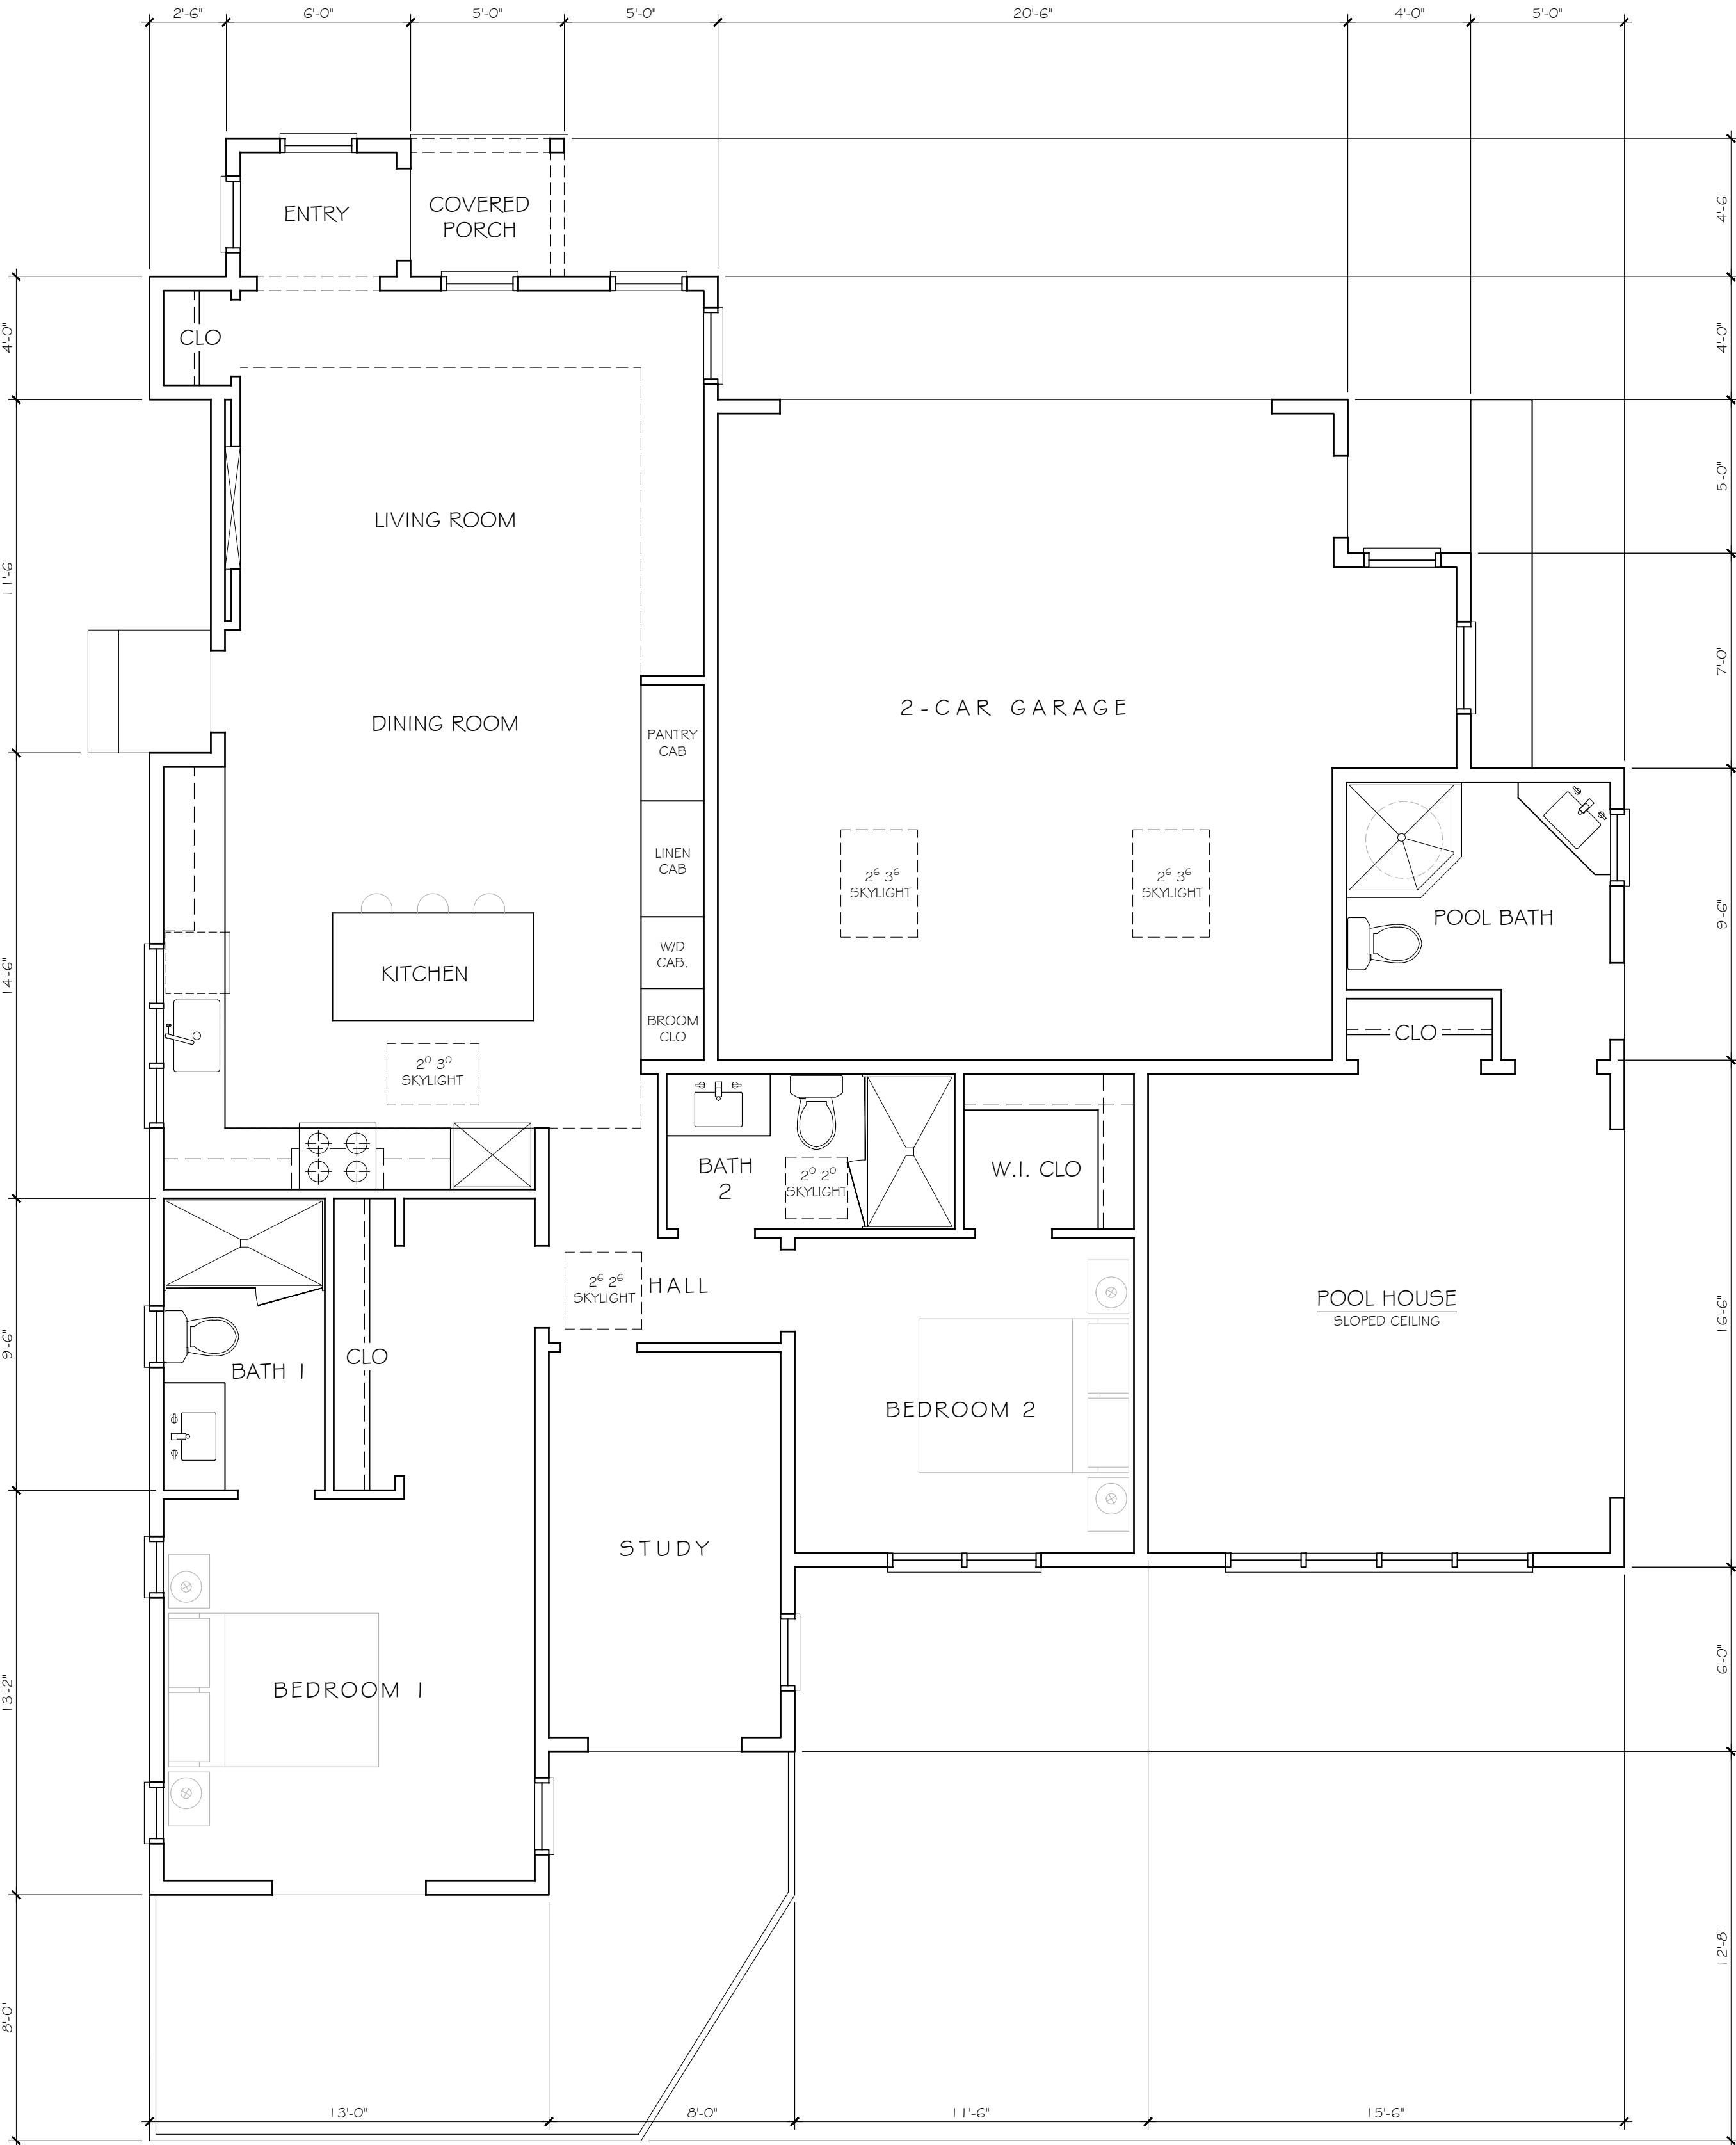 2'-6" 6'-0" 5'-0" 5'-0" 20'-6" 4'-0" 5'-0"
4'-6"
ENTRY
COVERED
PORCH
4'-0"
CLO
4'-0"
LIVING ROOM
5'-0"
11'-6"
7'-0"
2-CAR GARAGE
DINING ROOM
PANTRY
CAB
LINEN
CAB
2⁶ 3⁶
SKYLIGHT
2⁶ 3⁶
SKYLIGHT
POOL BATH
9'-6"
W/D
CAB.
KITCHEN
14'-6"
BROOM
CLO
CLO
2⁰ 3⁰
SKYLIGHT
BATH
2
2⁰ 2⁰
SKYLIGHT
W.I. CLO
2⁶ 2⁶
SKYLIGHT
HALL
POOL HOUSE
SLOPED CEILING
16'-6"
9'-6"
CLO
BATH 1
BEDROOM 2
STUDY
6'-0"
13'-2"
BEDROOM 1
12'-8"
8'-0"
13'-0" 8'-0" 11'-6" 15'-6"